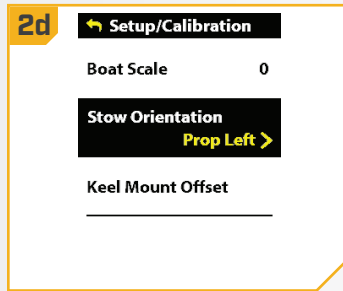 2d
Setup/Calibration
Boat Scale 0
Stow Orientation
Prop Left >
Keel Mount Offset